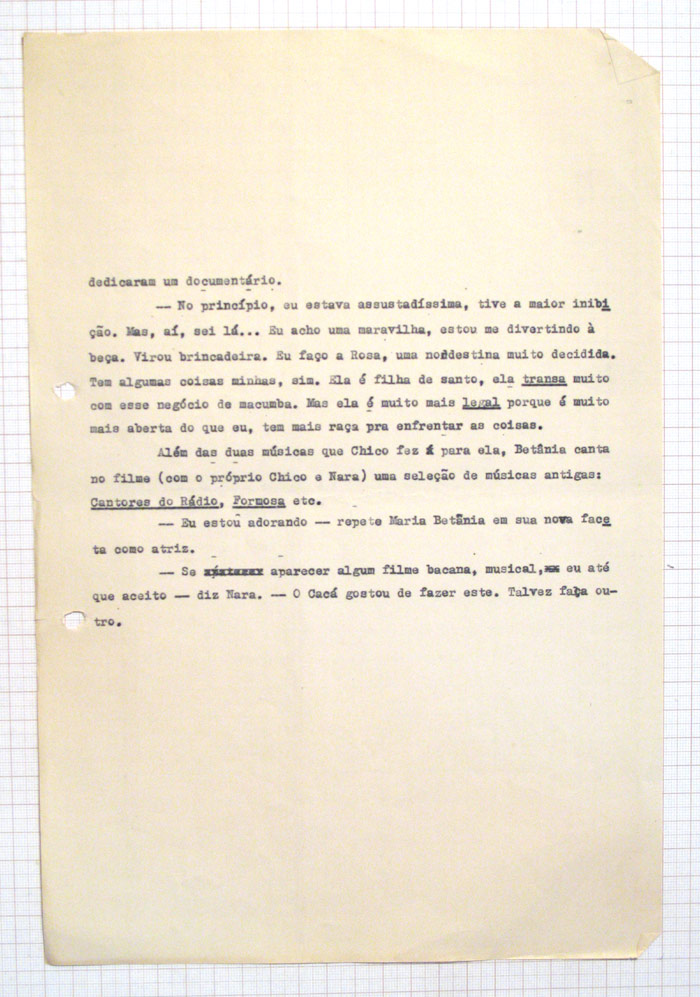 dedicaram um documentário.
— No princípio, eu estava assustadíssima, tive a maior inibi
ção. Mas, aí, sei lá... Eu acho uma maravilha, estou me divertindo à
beça. Virou brincadeira. Eu faço a Rosa, uma nordestina muito decidida.
Tem algumas coisas minhas, sim. Ela é filha de santo, ela transa muito
com esse negócio de macumba. Mas ela é muito mais legal porque é muito
mais aberta do que eu, tem mais raça pra enfrentar as coisas.
Além das duas músicas que Chico fez para ela, Betânia canta
no filme (com o próprio Chico e Nara) uma seleção de músicas antigas:
Cantores do Rádio, Formosa etc.
— Eu estou adorando — repete Maria Betânia em sua nova face
ta como atriz.
— Se aparecer algum filme bacana, musical, eu até
que aceito — diz Nara. — O Cacá gostou de fazer este. Talvez faça ou-
tro.